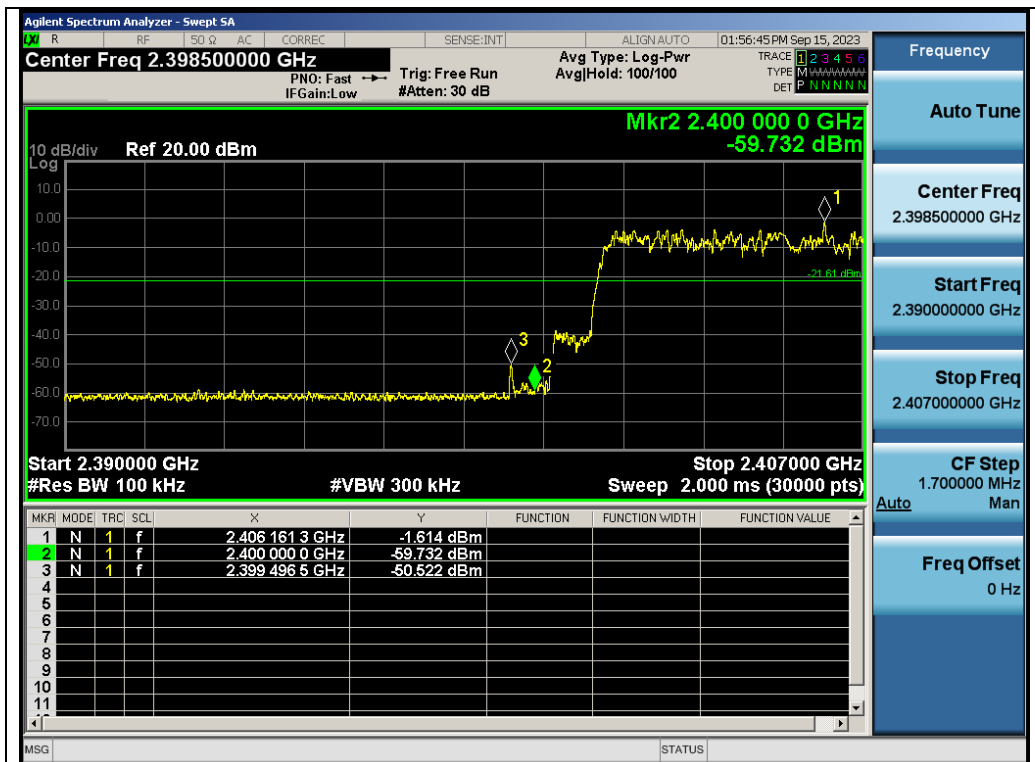 Agilent Spectrum Analyzer - Swept SA
LXI R RF 50 Ω AC CORREC SENSE:INT ALIGN AUTO 01:56:45 PM Sep 15, 2023
Center Freq 2.398500000 GHz
PNO: Fast
IFGain:Low
Trig: Free Run
#Atten: 30 dB
Avg Type: Log-Pwr
Avg|Hold: 100/100
TRACE 1 2 3 4 5 6
TYPE M WWWWW
DET P N N N N N
Mkr2 2.400 000 0 GHz
-59.732 dBm
10 dB/div Ref 20.00 dBm
Log
10.0
0.00
-10.0
-20.0
-30.0
-40.0
-50.0
-60.0
-70.0
1
-21.61 dBm
3
2
Start 2.390000 GHz Stop 2.407000 GHz
#Res BW 100 kHz #VBW 300 kHz Sweep 2.000 ms (30000 pts)
MKR MODE TRC SCL X Y FUNCTION FUNCTION WIDTH FUNCTION VALUE
1 N 1 f 2.406 161 3 GHz -1.614 dBm
2 N 1 f 2.400 000 0 GHz -59.732 dBm
3 N 1 f 2.399 496 5 GHz -50.522 dBm
4
5
6
7
8
9
10
11
MSG STATUS
Frequency
Auto Tune
Center Freq
2.398500000 GHz
Start Freq
2.390000000 GHz
Stop Freq
2.407000000 GHz
CF Step
1.700000 MHz
Auto Man
Freq Offset
0 Hz